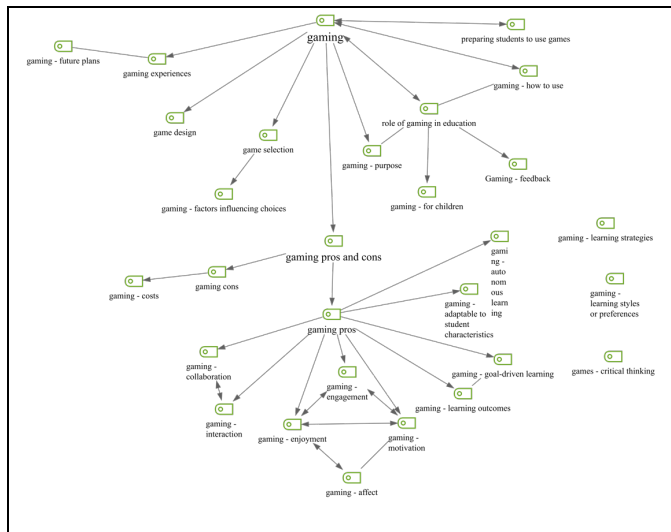 gaming
preparing students to use games
gaming - future plans
gaming experiences
gaming - how to use
game design
role of gaming in education
game selection
gaming - purpose
Gaming - feedback
gaming - factors influencing choices
gaming - for children
gaming - learning strategies
gaming pros and cons
gaming - costs
gaming cons
gami
ng -
auto
nom
ous
learn
ing
gaming -
adaptable to
student
characteristics
gaming -
learning styles
or preferences
gaming pros
gaming -
collaboration
gaming -
engagement
gaming - goal-driven learning
games - critical thinking
gaming - learning outcomes
gaming -
interaction
gaming - enjoyment
gaming -
motivation
gaming - affect